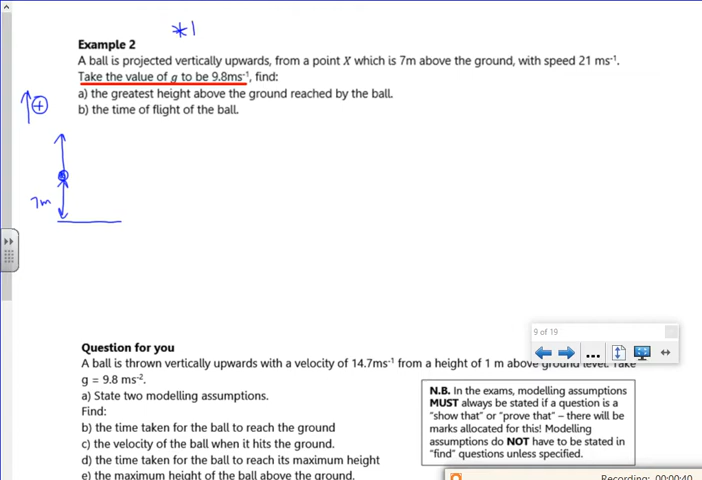 *1
Example 2
A ball is projected vertically upwards, from a point X which is 7m above the ground, with speed 21 ms⁻¹.
Take the value of g to be 9.8ms⁻¹, find:
a) the greatest height above the ground reached by the ball.
b) the time of flight of the ball.
+
7m
Question for you
A ball is thrown vertically upwards with a velocity of 14.7ms⁻¹ from a height of 1 m above ground level. Take
g = 9.8 ms⁻².
a) State two modelling assumptions.
Find:
b) the time taken for the ball to reach the ground
c) the velocity of the ball when it hits the ground.
d) the time taken for the ball to reach its maximum height
e) the maximum height of the ball above the ground.
9 of 19
...
N.B. In the exams, modelling assumptions
MUST always be stated if a question is a
"show that" or "prove that" – there will be
marks allocated for this! Modelling
assumptions do NOT have to be stated in
"find" questions unless specified.
Recording: 00:00:40